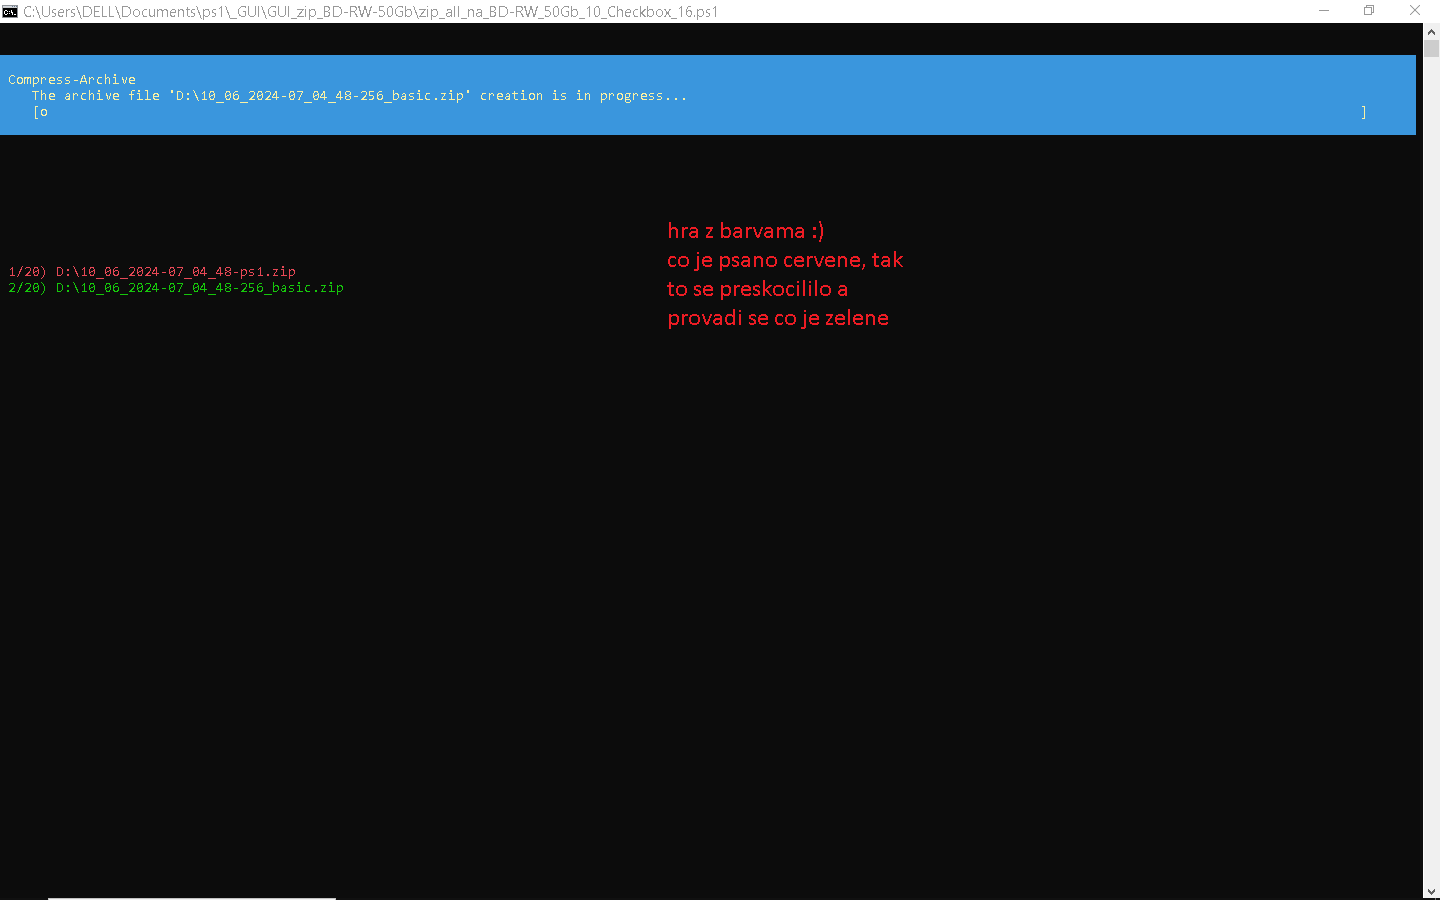 C:\Users\DELL\Documents\ps1\_GUI\GUI_zip_BD-RW-50Gb\zip_all_na_BD-RW_50Gb_10_Checkbox_16.ps1
Compress-Archive
The archive file 'D:\10_06_2024-07_04_48-256_basic.zip' creation is in progress...
[o ]
hra z barvama :)
co je psano cervene, tak
to se preskocililo a
provadi se co je zelene
1/20) D:\10_06_2024-07_04_48-ps1.zip
2/20) D:\10_06_2024-07_04_48-256_basic.zip